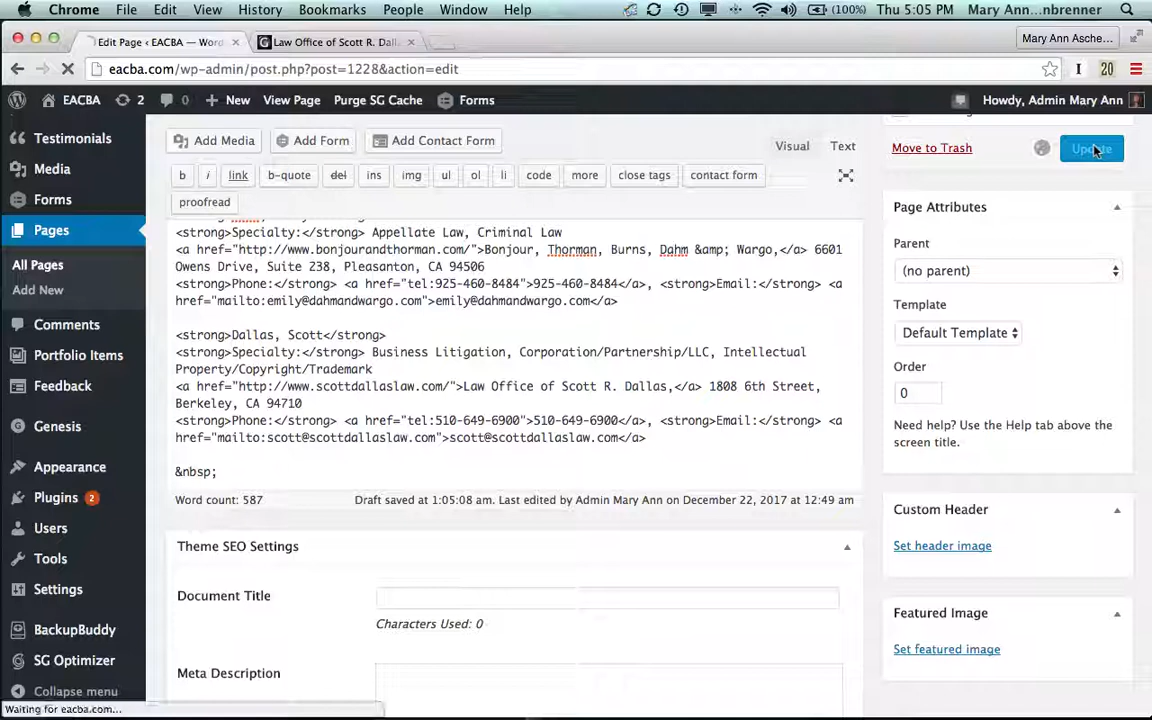 Chrome File Edit View History Bookmarks People Window Help (100%) Thu 5:05 PM Mary Ann...nbrenner
Edit Page ‹ EACBA — Word × Law Office of Scott R. Dall × Mary Ann Asche...
eacba.com/wp-admin/post.php?post=1228&action=edit 20
EACBA 2 0 + New View Page Purge SG Cache Forms Howdy, Admin Mary Ann
Testimonials
Media
Forms
Pages
All Pages
Add New
Comments
Portfolio Items
Feedback
Genesis
Appearance
Plugins 2
Users
Tools
Settings
BackupBuddy
SG Optimizer
Collapse menu
Waiting for eacba.com...
Add Media Add Form Add Contact Form Visual Text
b i link b-quote del ins img ul ol li code more close tags contact form
proofread
<strong>Specialty:</strong> Appellate Law, Criminal Law
<a href="http://www.bonjourandthorman.com/">Bonjour, Thorman, Burns, Dahm &amp; Wargo,</a> 6601
Owens Drive, Suite 238, Pleasanton, CA 94506
<strong>Phone:</strong> <a href="tel:925-460-8484">925-460-8484</a>, <strong>Email:</strong> <a
href="mailto:emily@dahmandwargo.com">emily@dahmandwargo.com</a>
<strong>Dallas, Scott</strong>
<strong>Specialty:</strong> Business Litigation, Corporation/Partnership/LLC, Intellectual
Property/Copyright/Trademark
<a href="http://www.scottdallaslaw.com/">Law Office of Scott R. Dallas,</a> 1808 6th Street,
Berkeley, CA 94710
<strong>Phone:</strong> <a href="tel:510-649-6900">510-649-6900</a>, <strong>Email:</strong> <a
href="mailto:scott@scottdallaslaw.com">scott@scottdallaslaw.com</a>
&nbsp;
Word count: 587 Draft saved at 1:05:08 am. Last edited by Admin Mary Ann on December 22, 2017 at 12:49 am
Theme SEO Settings
Document Title
Characters Used: 0
Meta Description
Move to Trash Update
Page Attributes
Parent
(no parent)
Template
Default Template
Order
0
Need help? Use the Help tab above the
screen title.
Custom Header
Set header image
Featured Image
Set featured image